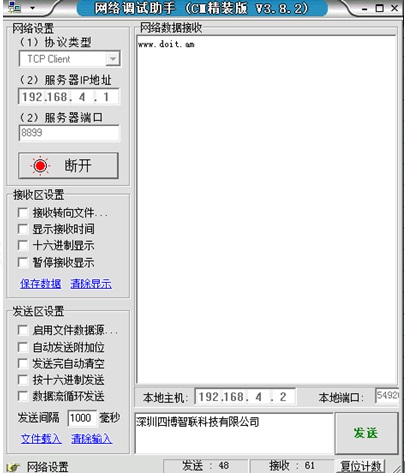 网络调试助手 (CM精装版 V3.8.2)
网络设置
(1) 协议类型
TCP Client
(2) 服务器IP地址
192.168. 4 . 1
(2) 服务器端口
8899
断开
接收区设置
接收转向文件...
显示接收时间
十六进制显示
暂停接收显示
保存数据 清除显示
发送区设置
启用文件数据源...
自动发送附加位
发送完自动清空
按十六进制发送
数据流循环发送
发送间隔 1000 毫秒
文件载入 清除输入
网络数据接收
www.doit.am
本地主机: 192.168. 4 . 2 本地端口: 5492
深圳四博智联科技有限公司
发送
网络设置 发送 : 48 接收 : 61 复位计数